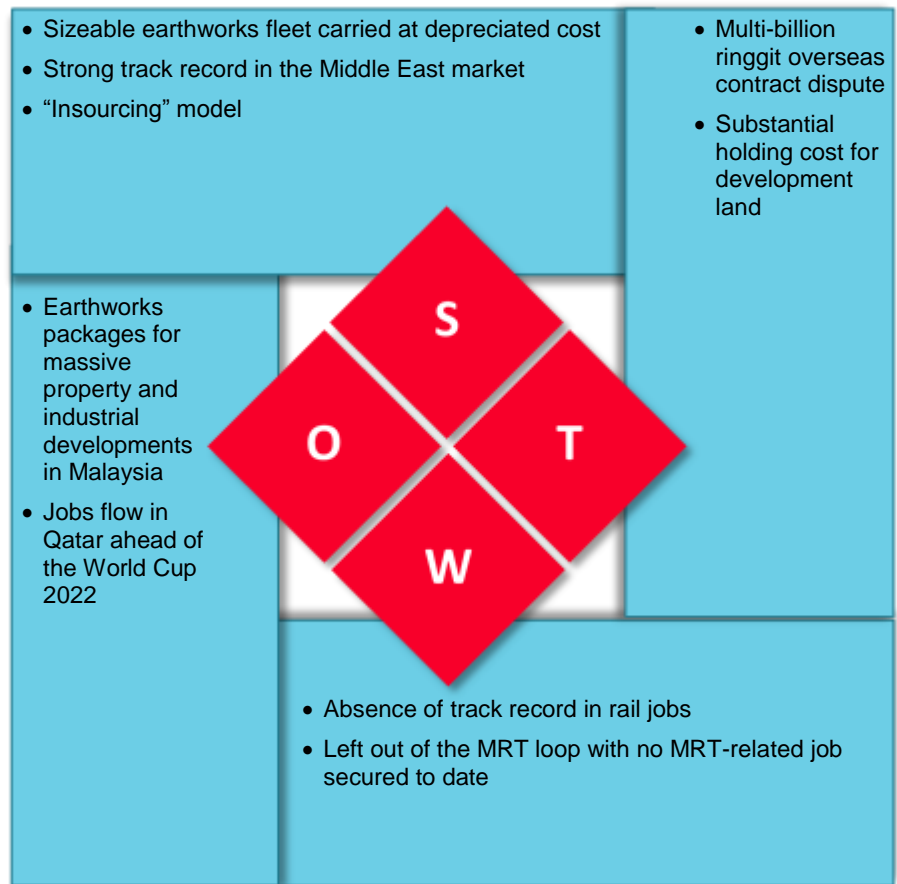 • Sizeable earthworks fleet carried at depreciated cost
• Strong track record in the Middle East market
• “Insourcing” model
• Multi-billion
ringgit overseas
contract dispute
• Substantial
holding cost for
development
land
• Earthworks
packages for
massive
property and
industrial
developments
in Malaysia
• Jobs flow in
Qatar ahead of
the World Cup
2022
S
O
T
W
• Absence of track record in rail jobs
• Left out of the MRT loop with no MRT-related job
secured to date